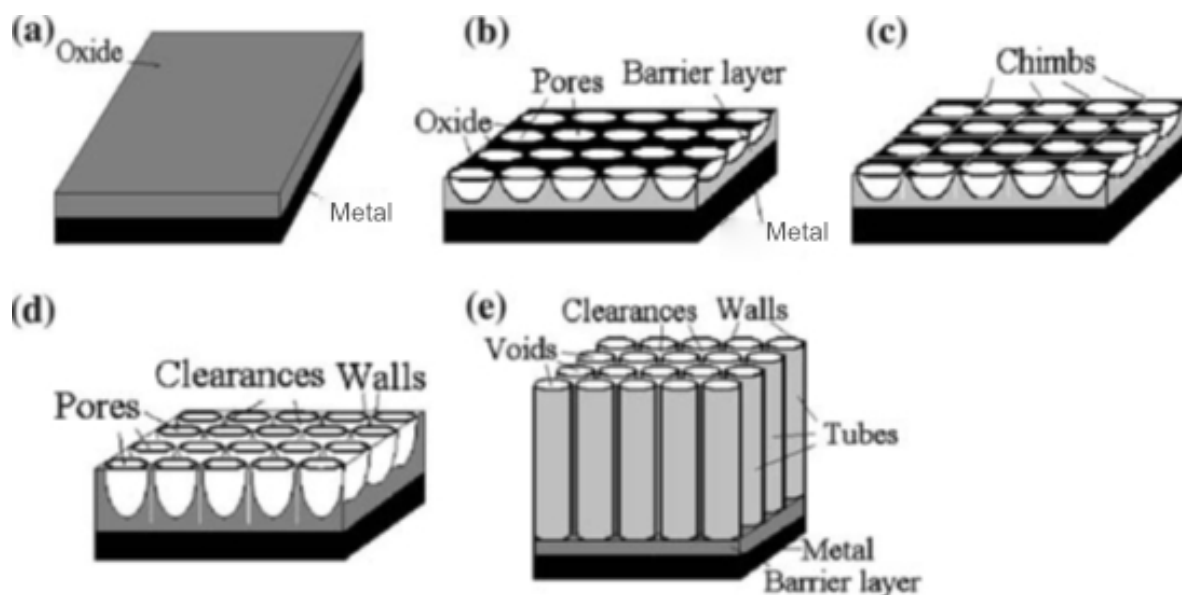 (a)
Oxide
Metal
(b)
Pores
Barrier layer
Oxide
Metal
(c)
Chimbs
(d)
Clearances
Walls
Pores
(e)
Clearances
Walls
Voids
Tubes
Metal
Barrier layer